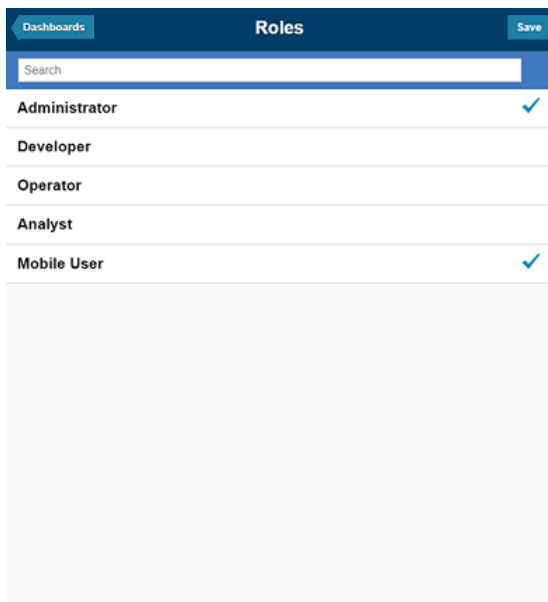 Dashboards Roles Save
Search
Administrator
Developer
Operator
Analyst
Mobile User